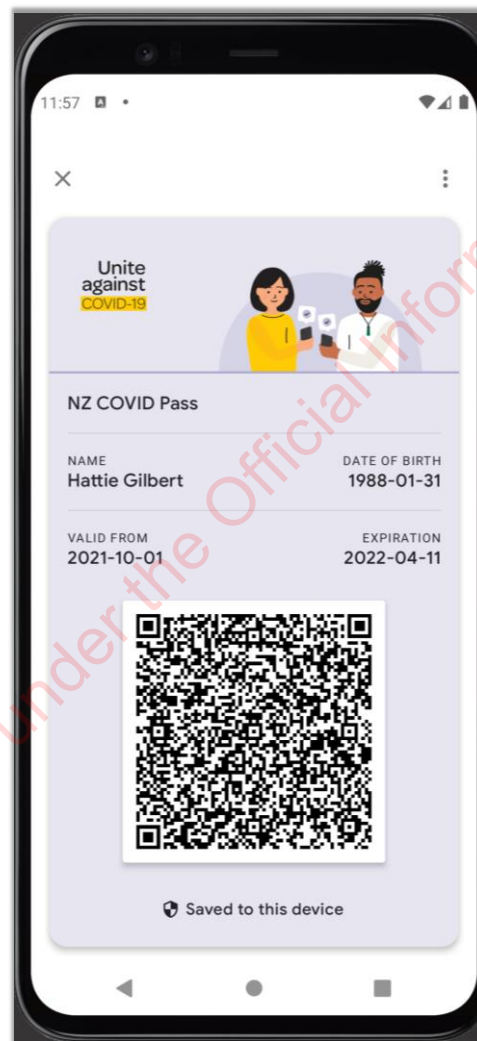 11:57
Unite
against
COVID-19
NZ COVID Pass
NAME
DATE OF BIRTH
Hattie Gilbert
1988-01-31
VALID FROM
EXPIRATION
2021-10-01
2022-04-11
Saved to this device
under the Official Inform